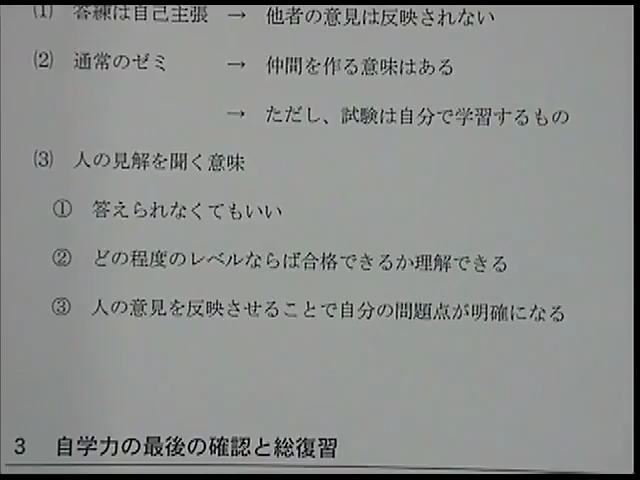 ⑴ 答練は自己主張 → 他者の意見は反映されない
⑵ 通常のゼミ → 仲間を作る意味はある
→ ただし、試験は自分で学習するもの
⑶ 人の見解を聞く意味
① 答えられなくてもいい
② どの程度のレベルならば合格できるか理解できる
③ 人の意見を反映させることで自分の問題点が明確になる
3 自学力の最後の確認と総復習